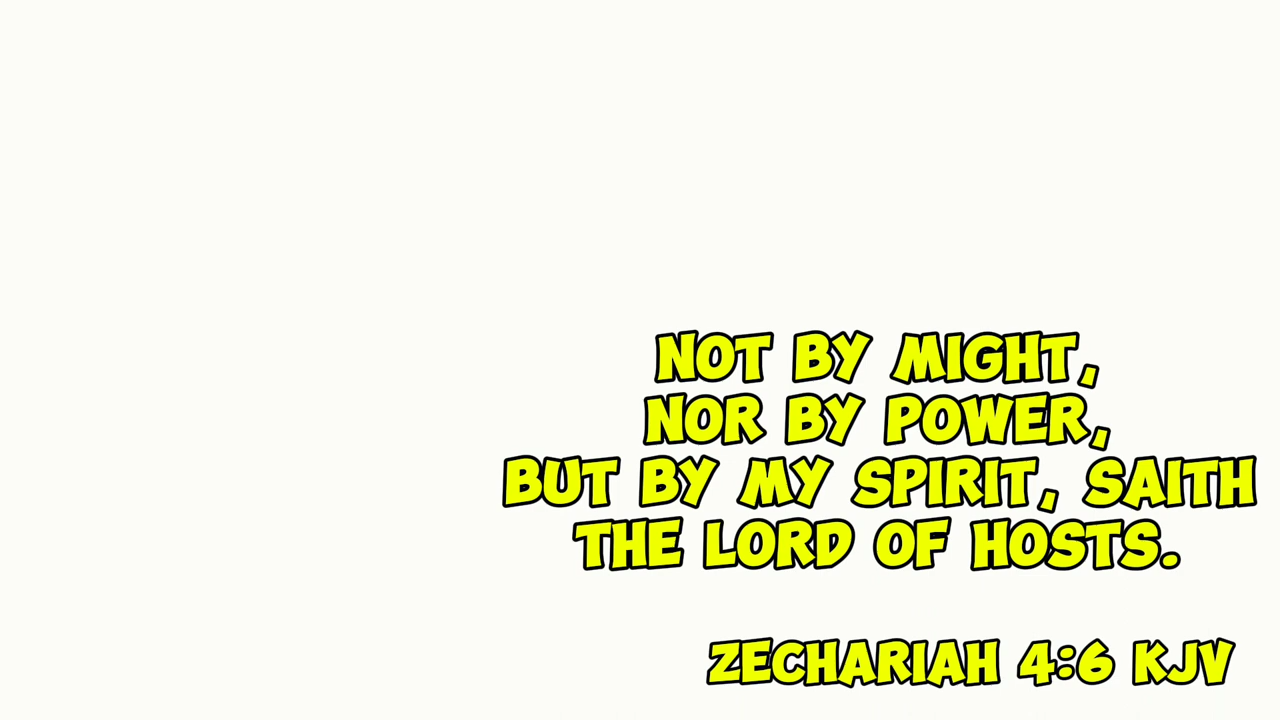 NOT BY MIGHT,
NOR BY POWER,
BUT BY MY SPIRIT, SAITH
THE LORD OF HOSTS.
ZECHARIAH 4:6 KJV